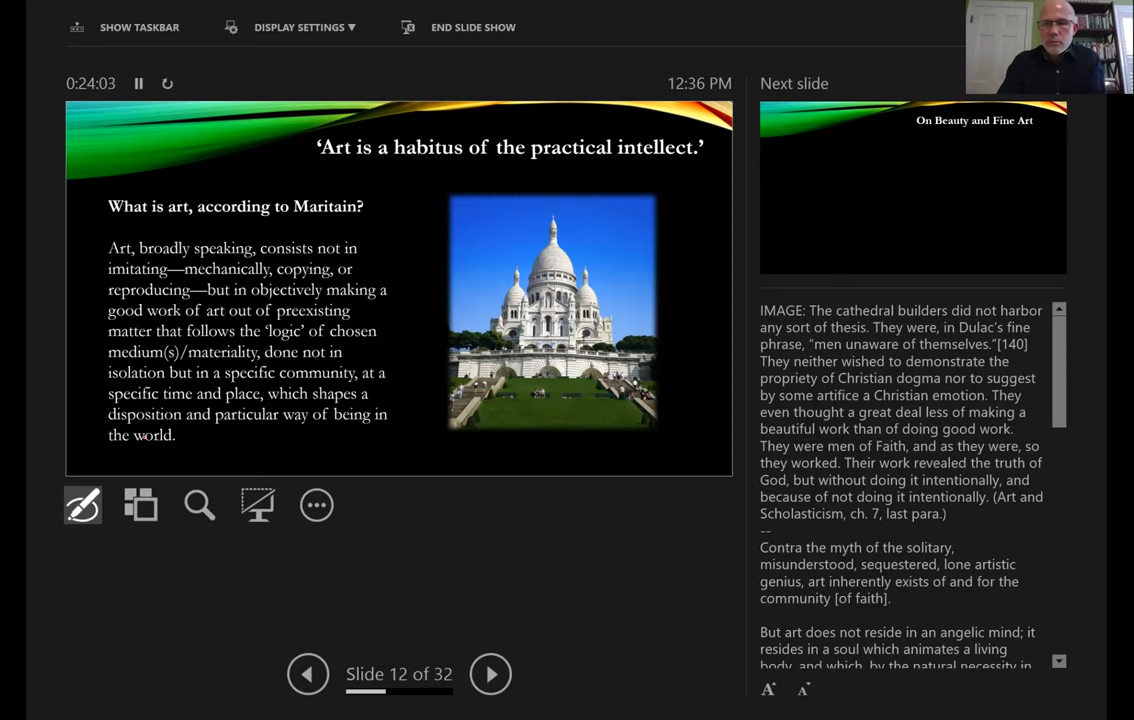 SHOW TASKBAR
DISPLAY SETTINGS ▼
END SLIDE SHOW
0:24:03
12:36 PM
'Art is a habitus of the practical intellect.'
What is art, according to Maritain?
Art, broadly speaking, consists not in
imitating—mechanically, copying, or
reproducing—but in objectively making a
good work of art out of preexisting
matter that follows the 'logic' of chosen
medium(s)/materiality, done not in
isolation but in a specific community, at a
specific time and place, which shapes a
disposition and particular way of being in
the world.
Slide 12 of 32
Next slide
On Beauty and Fine Art
IMAGE: The cathedral builders did not harbor
any sort of thesis. They were, in Dulac's fine
phrase, "men unaware of themselves."[140]
They neither wished to demonstrate the
propriety of Christian dogma nor to suggest
by some artifice a Christian emotion. They
even thought a great deal less of making a
beautiful work than of doing good work.
They were men of Faith, and as they were, so
they worked. Their work revealed the truth of
God, but without doing it intentionally, and
because of not doing it intentionally. (Art and
Scholasticism, ch. 7, last para.)
--
Contra the myth of the solitary,
misunderstood, sequestered, lone artistic
genius, art inherently exists of and for the
community [of faith].
But art does not reside in an angelic mind; it
resides in a soul which animates a living
body, and which, by the natural necessity in
A A